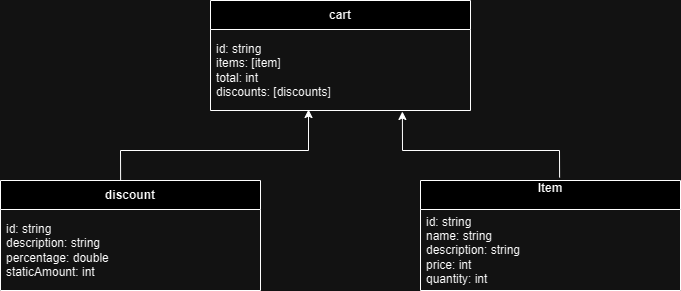 cart
id: string
items: [item]
total: int
discounts: [discounts]
discount
id: string
description: string
percentage: double
staticAmount: int
Item
id: string
name: string
description: string
price: int
quantity: int